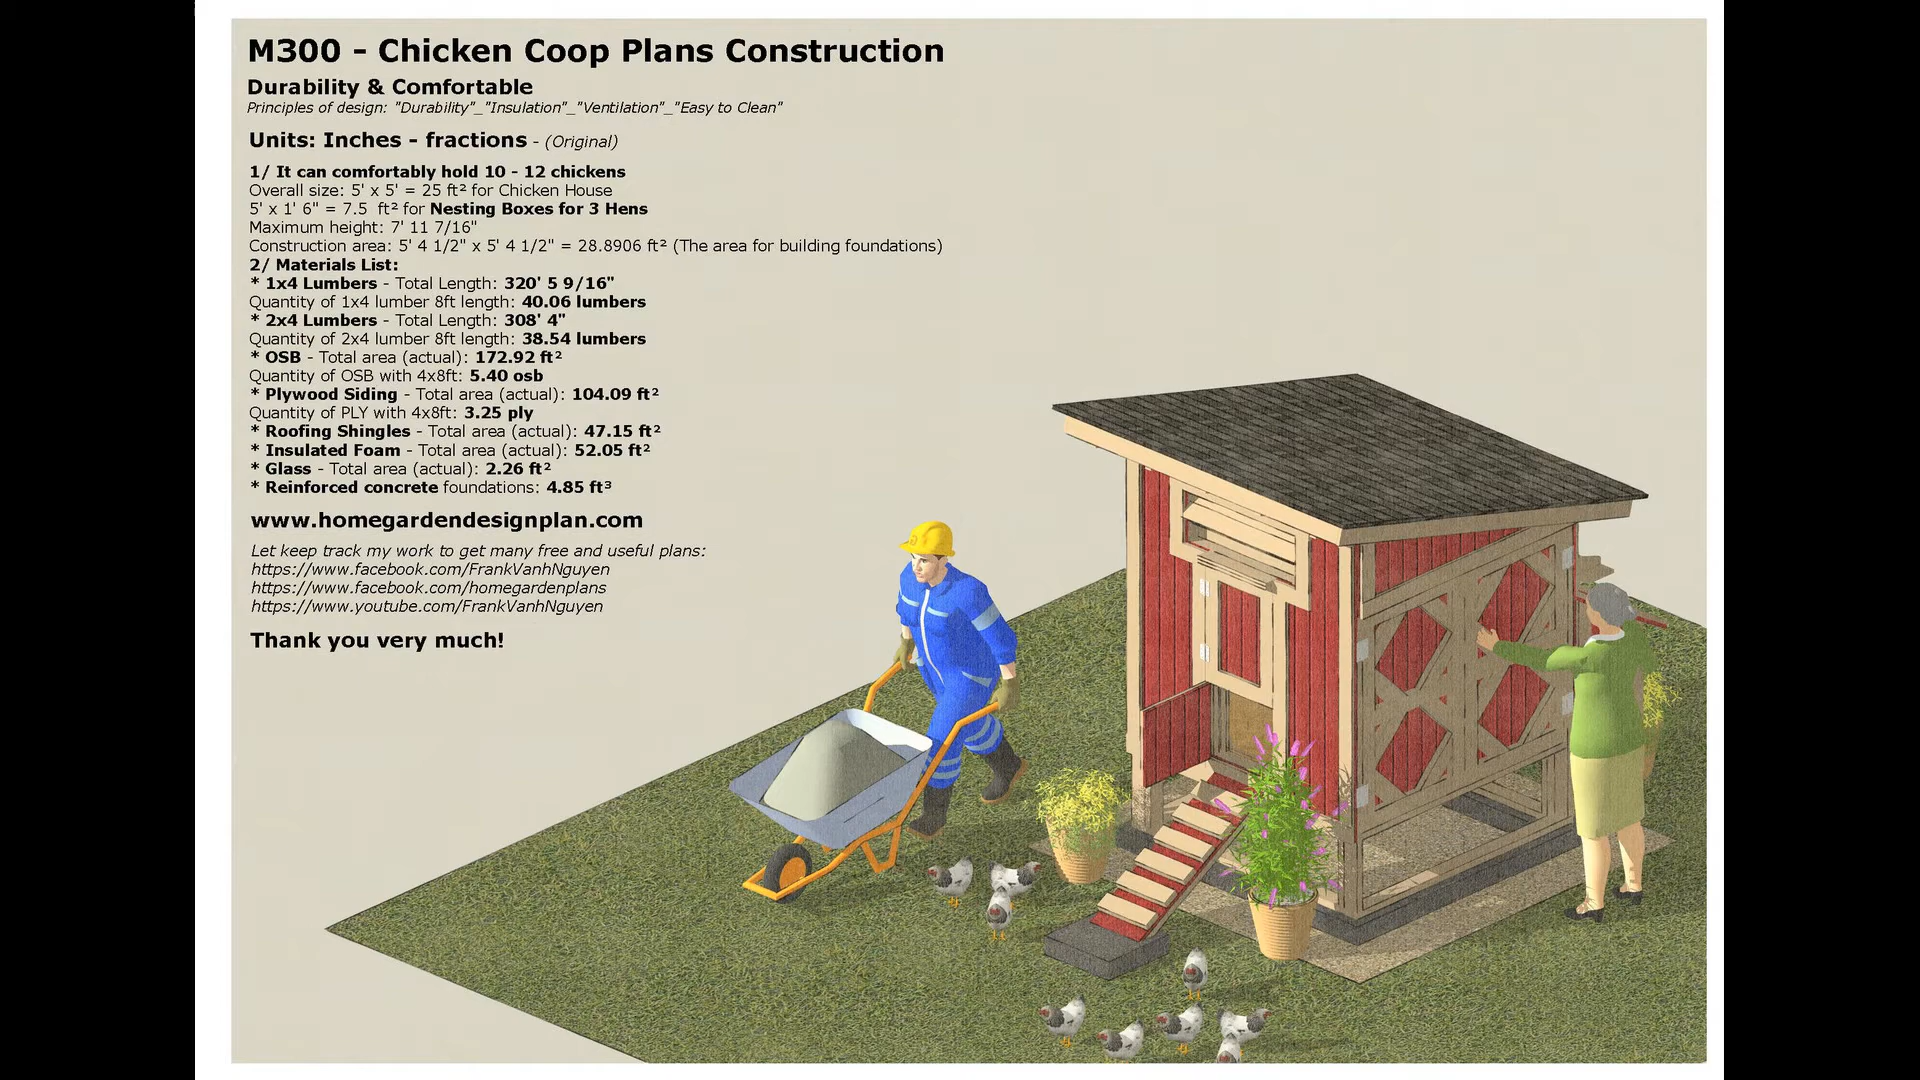 M300 - Chicken Coop Plans Construction
Durability & Comfortable
Principles of design: "Durability"_"Insulation"_"Ventilation"_"Easy to Clean"
Units: Inches - fractions - (Original)
1/ It can comfortably hold 10 - 12 chickens
Overall size: 5' x 5' = 25 ft² for Chicken House
5' x 1' 6" = 7.5 ft² for Nesting Boxes for 3 Hens
Maximum height: 7' 11 7/16"
Construction area: 5' 4 1/2" x 5' 4 1/2" = 28.8906 ft² (The area for building foundations)
2/ Materials List:
* 1x4 Lumbers - Total Length: 320' 5 9/16"
Quantity of 1x4 lumber 8ft length: 40.06 lumbers
* 2x4 Lumbers - Total Length: 308' 4"
Quantity of 2x4 lumber 8ft length: 38.54 lumbers
* OSB - Total area (actual): 172.92 ft²
Quantity of OSB with 4x8ft: 5.40 osb
* Plywood Siding - Total area (actual): 104.09 ft²
Quantity of PLY with 4x8ft: 3.25 ply
* Roofing Shingles - Total area (actual): 47.15 ft²
* Insulated Foam - Total area (actual): 52.05 ft²
* Glass - Total area (actual): 2.26 ft²
* Reinforced concrete foundations: 4.85 ft³
www.homegardendesignplan.com
Let keep track my work to get many free and useful plans:
https://www.facebook.com/FrankVanhNguyen
https://www.facebook.com/homegardenplans
https://www.youtube.com/FrankVanhNguyen
Thank you very much!